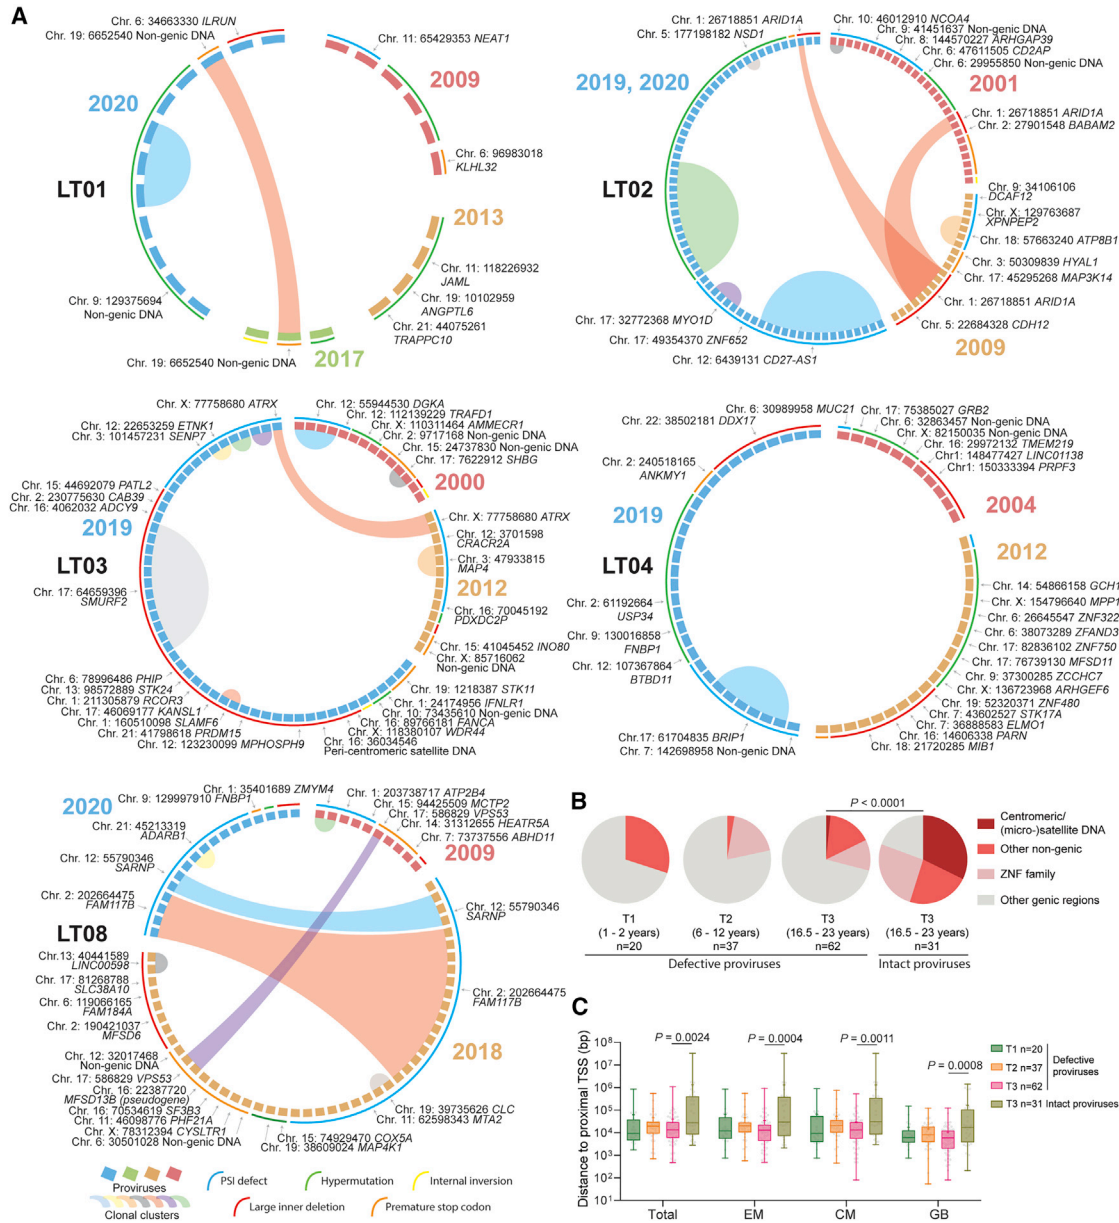 A
Chr. 6: 34663330 ILRUN
Chr. 19: 6652540 Non-genic DNA
Chr. 11: 65429353 NEAT1
2009
2020
Chr. 6: 96983018
KLHL32
LT01
2013
Chr. 11: 118226932
JAML
Chr. 19: 10102959
ANGPTL6
Chr. 21: 44075261
TRAPPC10
Chr. 9: 129375694
Non-genic DNA
Chr. 19: 6652540 Non-genic DNA
2017
Chr. 1: 26718851 ARID1A
Chr. 5: 177198182 NSD1
Chr. 10: 46012910 NCOA4
Chr. 9: 41451637 Non-genic DNA
Chr. 8: 144570227 ARHGAP39
Chr. 6: 47611505 CD2AP
Chr. 6: 29955850 Non-genic DNA
2019, 2020
2001
Chr. 1: 26718851 ARID1A
Chr. 2: 27901548 BABAM2
LT02
Chr. 9: 34106106
DCAF12
Chr. X: 129763687
XPNPEP2
Chr. 18: 57663240 ATP8B1
Chr. 3: 50309839 HYAL1
Chr. 17: 45295268 MAP3K14
Chr. 1: 26718851 ARID1A
Chr. 5: 22684328 CDH12
2009
Chr. 17: 32772368 MYO1D
Chr. 17: 49354370 ZNF652
Chr. 12: 6439131 CD27-AS1
Chr. X: 77758680 ATRX
Chr. 12: 22653259 ETNK1
Chr. 3: 101457231 SENP7
Chr. 12: 55944530 DGKA
Chr. 12: 112139229 TRAFD1
Chr. X: 110311464 AMMECR1
Chr. 2: 9717168 Non-genic DNA
Chr. 15: 24737830 Non-genic DNA
Chr. 17: 7622912 SHBG
2000
Chr. 15: 44692079 PATL2
Chr. 2: 230775630 CAB39
Chr. 16: 4062032 ADCY9
2019
LT03
Chr. X: 77758680 ATRX
Chr. 12: 3701598
CRACR2A
Chr. 3: 47933815
MAP4
2012
Chr. 16: 70045192
PDXDC2P
Chr. 15: 41045452 INO80
Chr. X: 85716062
Non-genic DNA
Chr. 17: 64659396
SMURF2
Chr. 6: 78996486 PHIP
Chr. 13: 98572889 STK24
Chr. 1: 211305879 RCOR3
Chr. 17: 46069177 KANSL1
Chr. 1: 160510098 SLAMF6
Chr. 21: 41798618 PRDM15
Chr. 12: 123230099 MPHOSPH9
Chr. 19: 1218387 STK11
Chr. 1: 24174956 IFNLR1
Chr. 10: 73435610 Non-genic DNA
Chr. 16: 89766181 FANCA
Chr. X: 118380107 WDR44
Chr. 16: 36034546
Peri-centromeric satellite DNA
Chr. 6: 30989958 MUC21
Chr. 22: 38502181 DDX17
Chr. 17: 75385027 GRB2
Chr. 6: 32863457 Non-genic DNA
Chr. X: 82150035 Non-genic DNA
Chr. 16: 29972132 TMEM219
Chr1: 148477427 LINC01138
Chr1: 150333394 PRPF3
2004
Chr. 2: 240518165
ANKMY1
2019
LT04
2012
Chr. 14: 54866158 GCH1
Chr. X: 154796640 MPP1
Chr. 6: 26645547 ZNF322
Chr. 6: 38073289 ZFAND3
Chr. 17: 82836102 ZNF750
Chr. 17: 76739130 MFSD11
Chr. 9: 37300285 ZCCHC7
Chr. X: 136723968 ARHGEF6
Chr. 19: 52320371 ZNF480
Chr. 7: 43602527 STK17A
Chr. 7: 36888583 ELMO1
Chr. 16: 14606338 PARN
Chr. 18: 21720285 MIB1
Chr. 2: 61192664
USP34
Chr. 9: 130016858
FNBP1
Chr. 12: 107367864
BTBD11
Chr.17: 61704835 BRIP1
Chr. 7: 142698958 Non-genic DNA
2020
Chr. 1: 35401689 ZMYM4
Chr. 9: 129997910 FNBP1
Chr. 21: 45213319
ADARB1
Chr. 12: 55790346
SARNP
Chr. 2: 202664475
FAM117B
LT08
Chr. 1: 203738717 ATP2B4
Chr. 15: 94425509 MCTP2
Chr. 17: 586829 VPS53
Chr. 14: 31312655 HEATR5A
Chr. 7: 73737556 ABHD11
2009
Chr. 12: 55790346
SARNP
Chr. 2: 202664475
FAM117B
2018
Chr.13: 40441589
LINC00598
Chr. 17: 81268788
SLC38A10
Chr. 6: 119066165
FAM184A
Chr. 2: 190421037
MFSD6
Chr. 12: 32017468
Non-genic DNA
Chr. 17: 586829 VPS53
Chr. 16: 22387720
MFSD13B (pseudogene)
Chr. 16: 70534619 SF3B3
Chr. 11: 46098776 PHF21A
Chr. X: 78312394 CYSLTR1
Chr. 6: 30501028 Non-genic DNA
Chr. 19: 39735626 CLC
Chr. 11: 62598343 MTA2
Chr. 15: 74929470 COX5A
Chr. 19: 38609024 MAP4K1
Proviruses
Clonal clusters
PSI defect
Hypermutation
Internal inversion
Large inner deletion
Premature stop codon
B
P < 0.0001
Centromeric/
(micro-)satellite DNA
Other non-genic
ZNF family
Other genic regions
T1 T2 T3 T3
(1 - 2 years) (6 - 12 years) (16.5 - 23 years) (16.5 - 23 years)
n=20 n=37 n=62 n=31
Defective proviruses Intact proviruses
C
Distance to proximal TSS (bp)
10^8
10^7
10^6
10^5
10^4
10^3
10^2
10^1
P = 0.0024
P = 0.0004
P = 0.0011
P = 0.0008
Total EM CM GB
T1 n=20
T2 n=37
T3 n=62
Defective
proviruses
T3 n=31 Intact proviruses